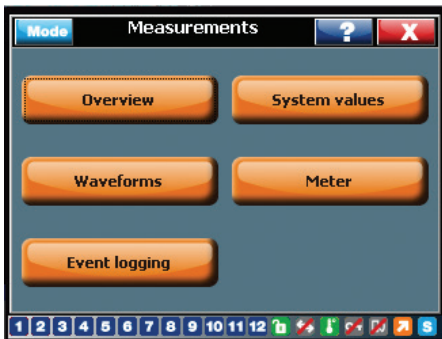 Mode Measurements ? X
Overview System values
Waveforms Meter
Event logging
1 2 3 4 5 6 7 8 9 10 11 12 S